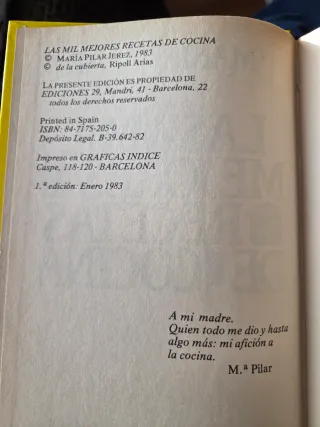 LAS MIL MEJORES RECETAS DE COCINA
© MARÍA PILAR JEREZ, 1983
© de la cubierta, Ripoll Arias
LA PRESENTE EDICIÓN ES PROPIEDAD DE
EDICIONES 29, Mandri, 41 - Barcelona, 22
todos los derechos reservados
Printed in Spain
ISBN: 84-7175-205-0
Depósito Legal. B-39.642-82
Impreso en GRAFICAS INDICE
Caspe, 118-120 - BARCELONA
1.ª edición: Enero 1983
A mi madre.
Quien todo me dio y hasta
algo más: mi afición a
la cocina.
M.ª Pilar